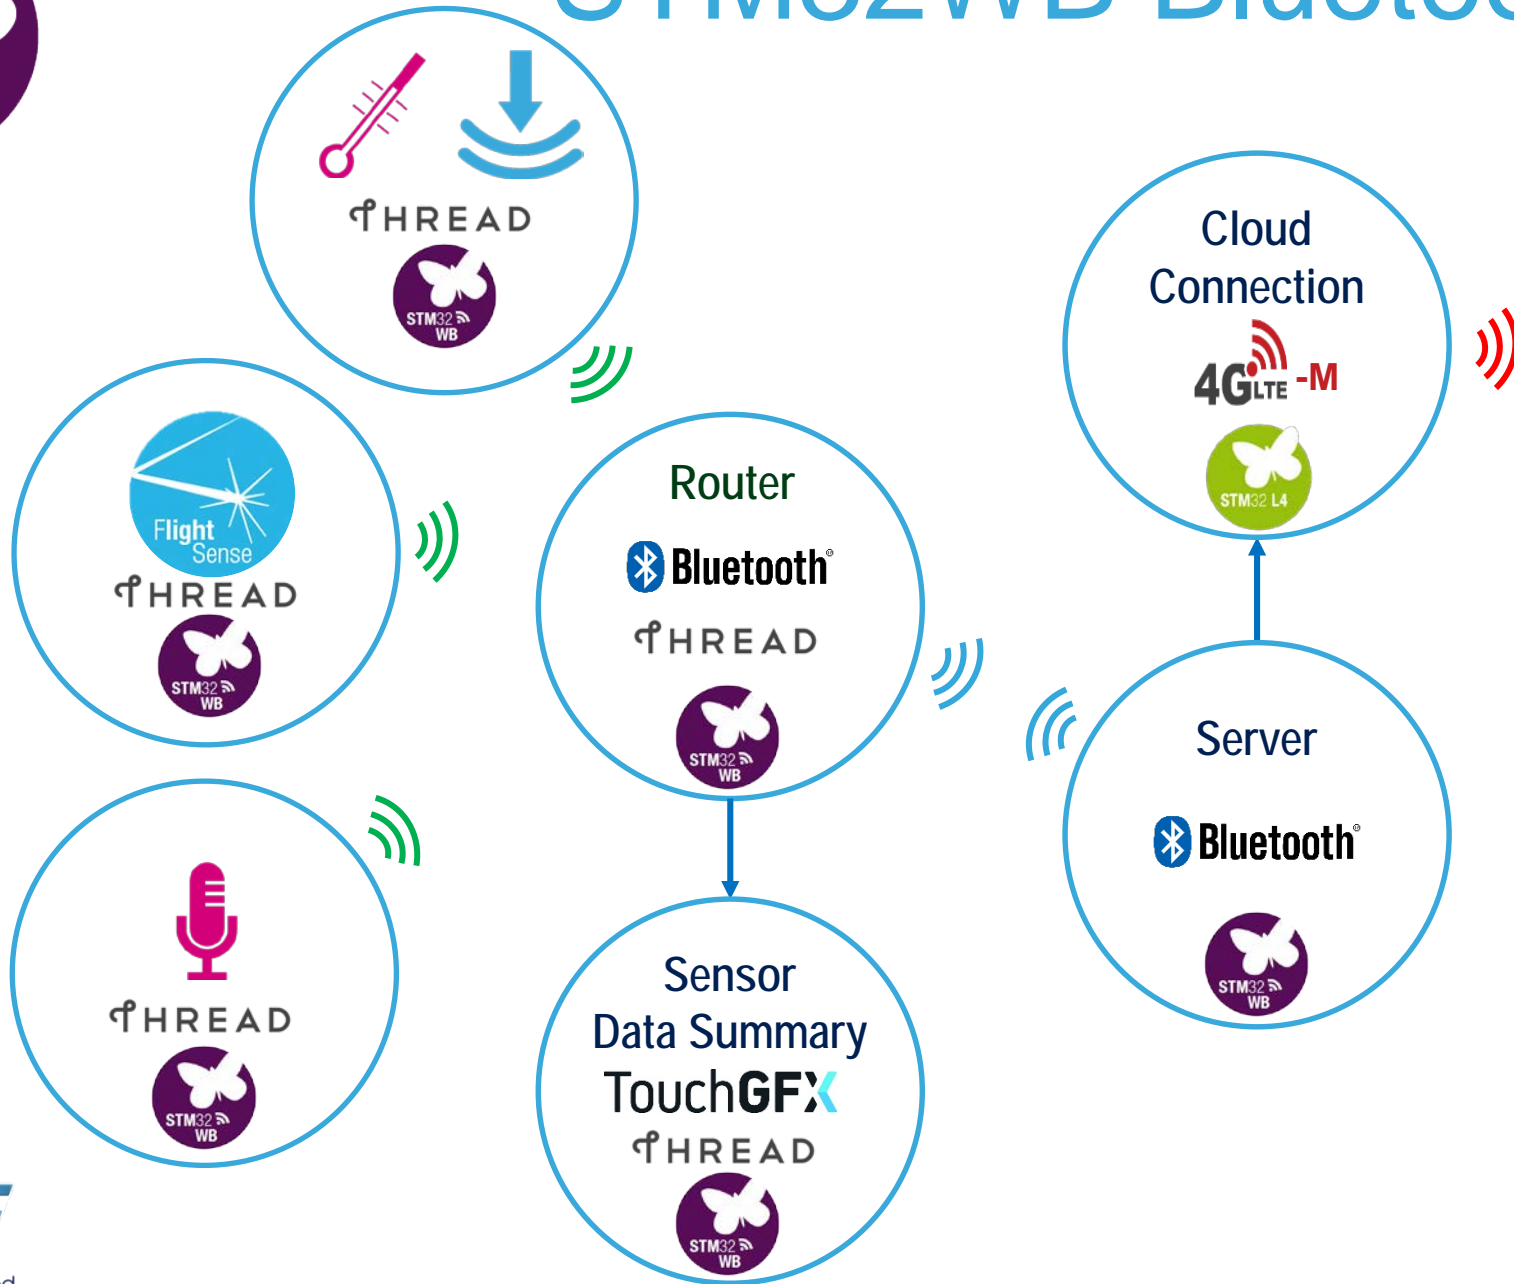 THREAD
STM32
WB
Flight
Sense
THREAD
STM32
WB
THREAD
STM32
WB
Router
Bluetooth®
THREAD
STM32
WB
Sensor
Data Summary
TouchGFX
THREAD
STM32
WB
Cloud
Connection
4G LTE -M
STM32 L4
Server
Bluetooth®
STM32
WB